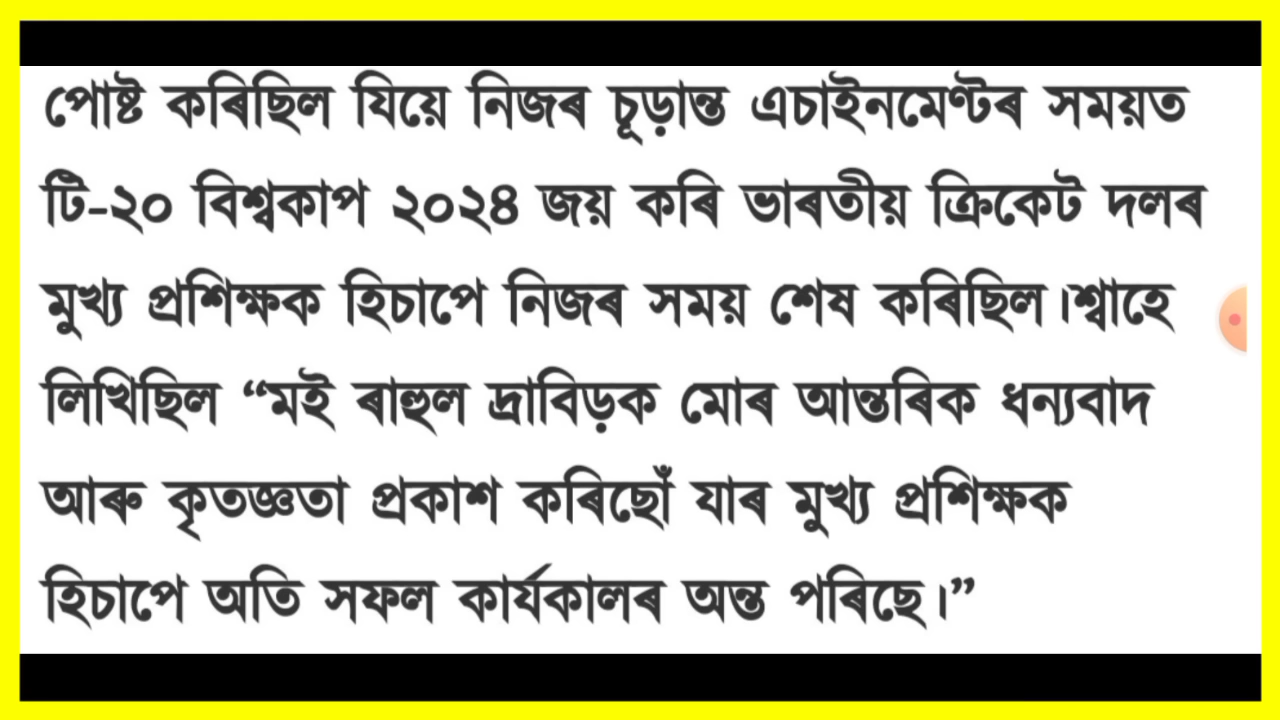 পোষ্ট কৰিছিল যিয়ে নিজৰ চূড়ান্ত এচাইনমেণ্টৰ সময়ত
টি-২০ বিশ্বকাপ ২০২৪ জয় কৰি ভাৰতীয় ক্ৰিকেট দলৰ
মুখ্য প্ৰশিক্ষক হিচাপে নিজৰ সময় শেষ কৰিছিল।শ্বাহে
লিখিছিল “মই ৰাহুল দ্ৰাবিড়ক মোৰ আন্তৰিক ধন্যবাদ
আৰু কৃতজ্ঞতা প্ৰকাশ কৰিছোঁ যাৰ মুখ্য প্ৰশিক্ষক
হিচাপে অতি সফল কাৰ্যকালৰ অন্ত পৰিছে।”